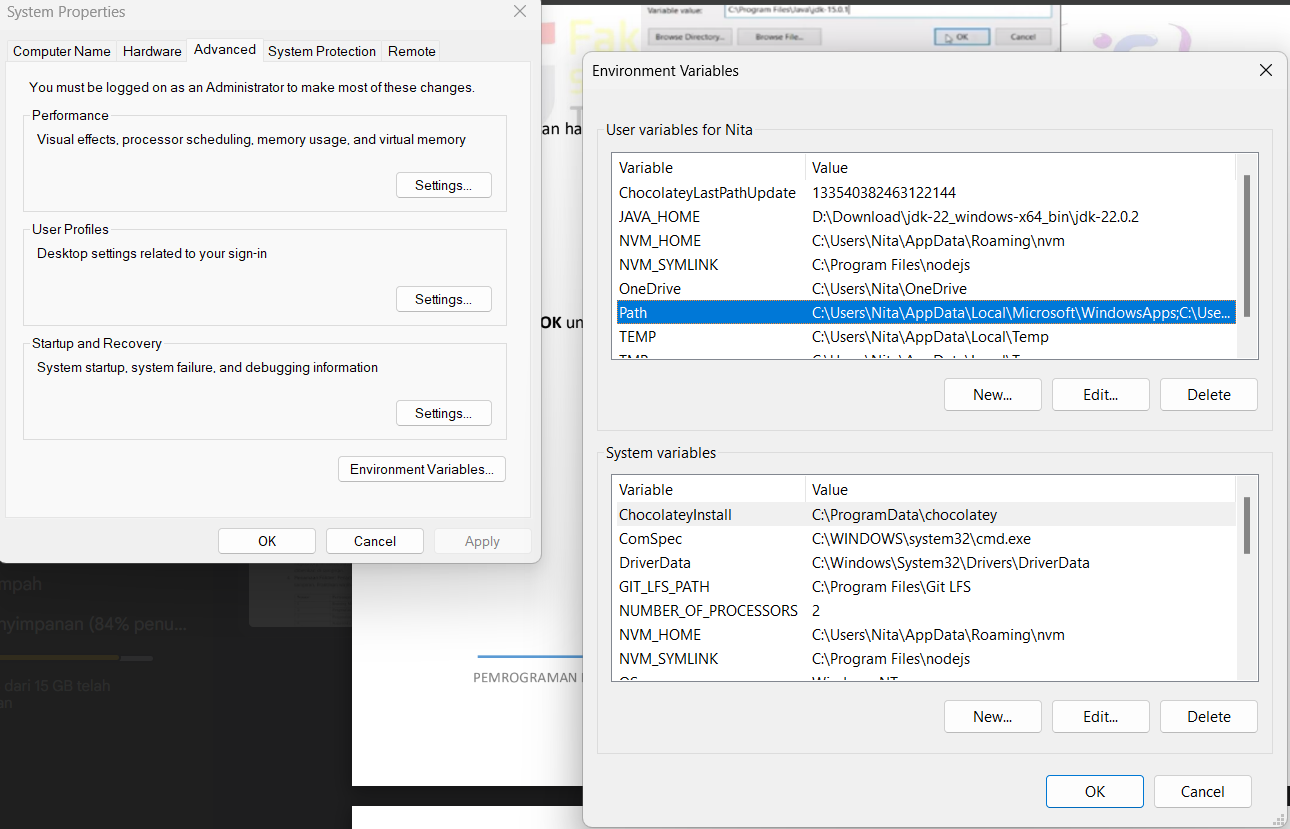 System Properties
Computer Name Hardware Advanced System Protection Remote
You must be logged on as an Administrator to make most of these changes.
Performance
Visual effects, processor scheduling, memory usage, and virtual memory
Settings...
User Profiles
Desktop settings related to your sign-in
Settings...
Startup and Recovery
System startup, system failure, and debugging information
Settings...
Environment Variables...
OK Cancel Apply
Variable value: C:\Program Files\Java\jdk-15.0.1
Browse Directory... Browse File... OK Cancel
Fak
an ha
OK un
PEMROGRAMAN
mpah
nyimpanan (84% penu...
dari 15 GB telah
an
Environment Variables
User variables for Nita
Variable Value
ChocolateyLastPathUpdate 133540382463122144
JAVA_HOME D:\Download\jdk-22_windows-x64_bin\jdk-22.0.2
NVM_HOME C:\Users\Nita\AppData\Roaming\nvm
NVM_SYMLINK C:\Program Files\nodejs
OneDrive C:\Users\Nita\OneDrive
Path C:\Users\Nita\AppData\Local\Microsoft\WindowsApps;C:\Use...
TEMP C:\Users\Nita\AppData\Local\Temp
New... Edit... Delete
System variables
Variable Value
ChocolateyInstall C:\ProgramData\chocolatey
ComSpec C:\WINDOWS\system32\cmd.exe
DriverData C:\Windows\System32\Drivers\DriverData
GIT_LFS_PATH C:\Program Files\Git LFS
NUMBER_OF_PROCESSORS 2
NVM_HOME C:\Users\Nita\AppData\Roaming\nvm
NVM_SYMLINK C:\Program Files\nodejs
New... Edit... Delete
OK Cancel